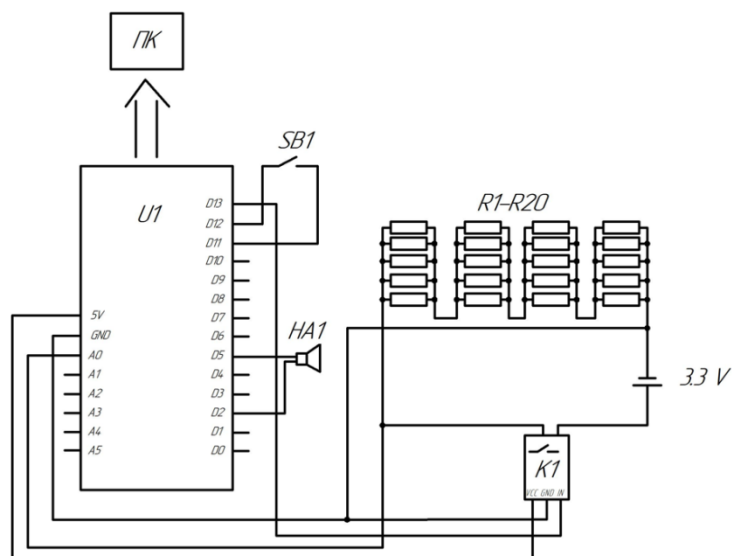 ПК
SB1
U1
R1-R20
D13
D12
D11
D10
D9
D8
D7
D6
D5
D4
D3
D2
D1
D0
5V
GND
A0
A1
A2
A3
A4
A5
HA1
3.3 V
K1
VCC GND IN